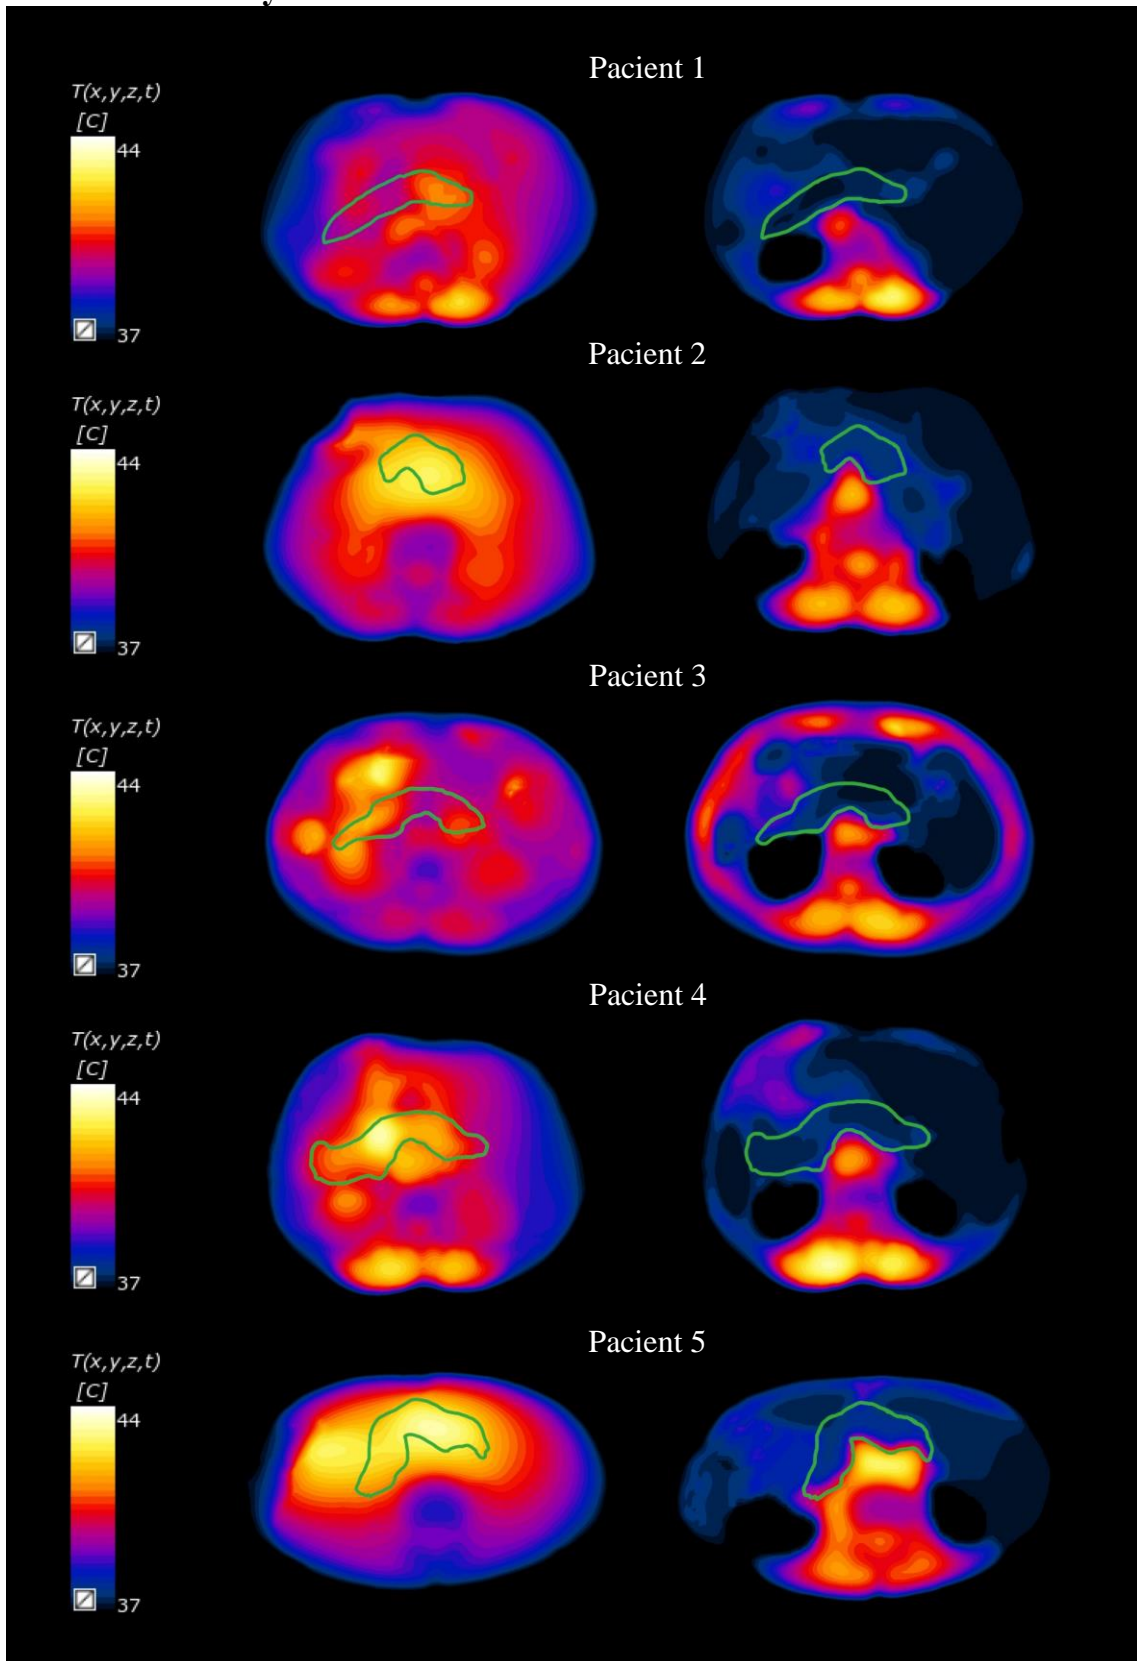 Pacient 1
T(x,y,z,t)
[C]
44
37
Pacient 2
T(x,y,z,t)
[C]
44
37
Pacient 3
T(x,y,z,t)
[C]
44
37
Pacient 4
T(x,y,z,t)
[C]
44
37
Pacient 5
T(x,y,z,t)
[C]
44
37